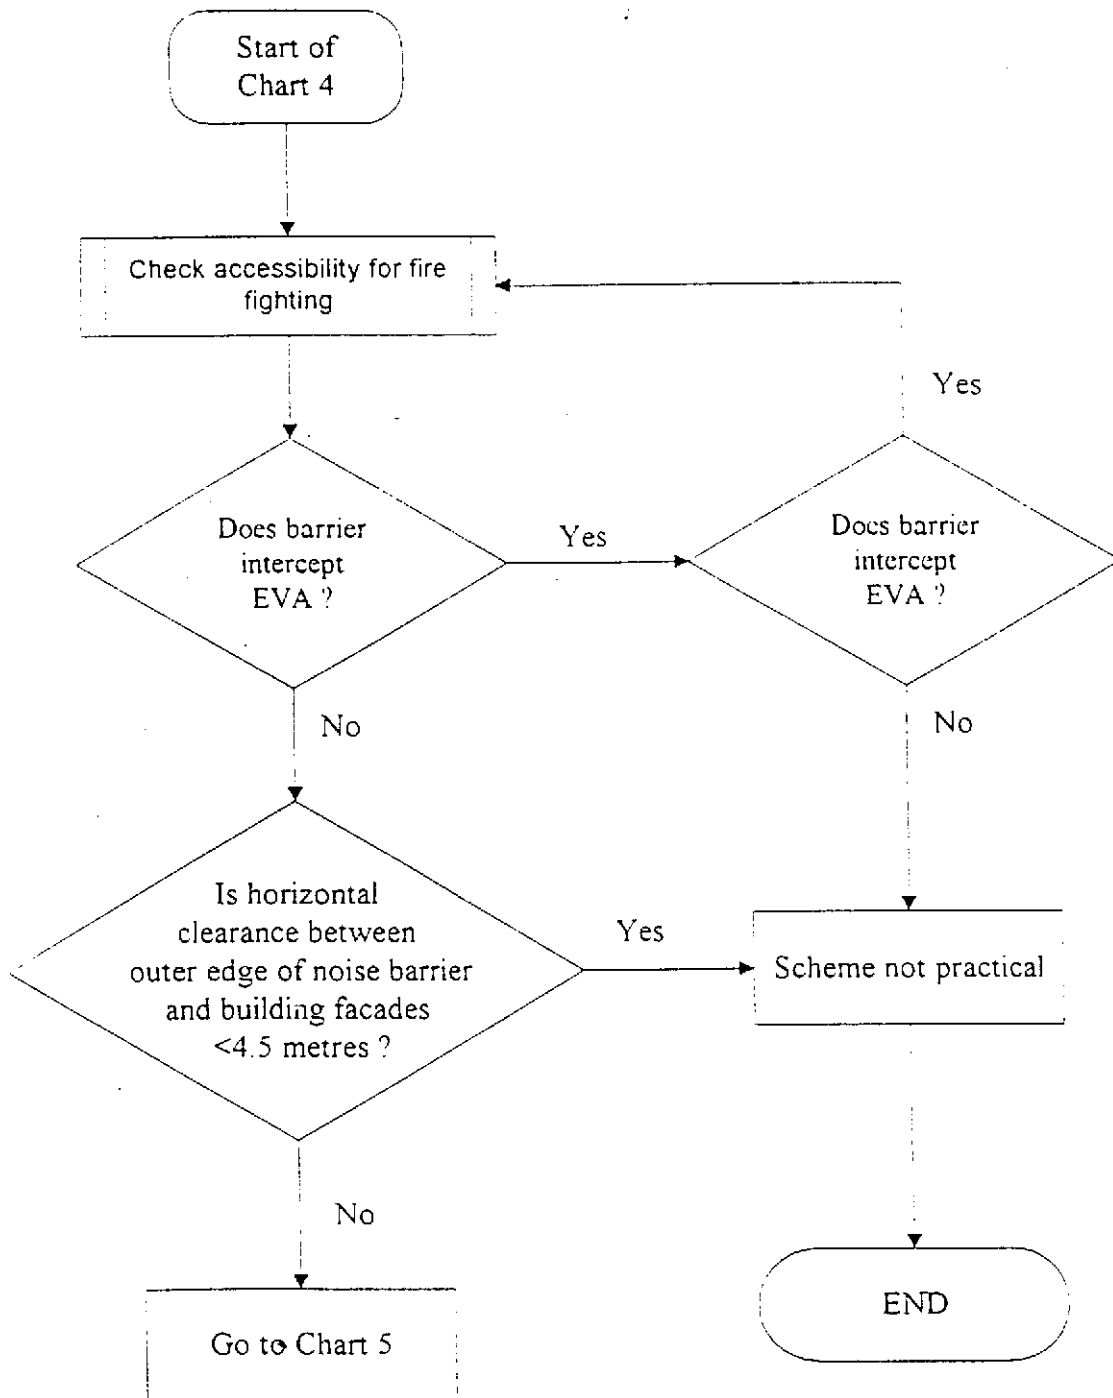 Start of
Chart 4
Check accessibility for fire
fighting
Yes
Does barrier
intercept
EVA ?
Yes
Does barrier
intercept
EVA ?
No
No
Is horizontal
clearance between
outer edge of noise barrier
and building facades
<4.5 metres ?
Yes
Scheme not practical
No
Go to Chart 5
END